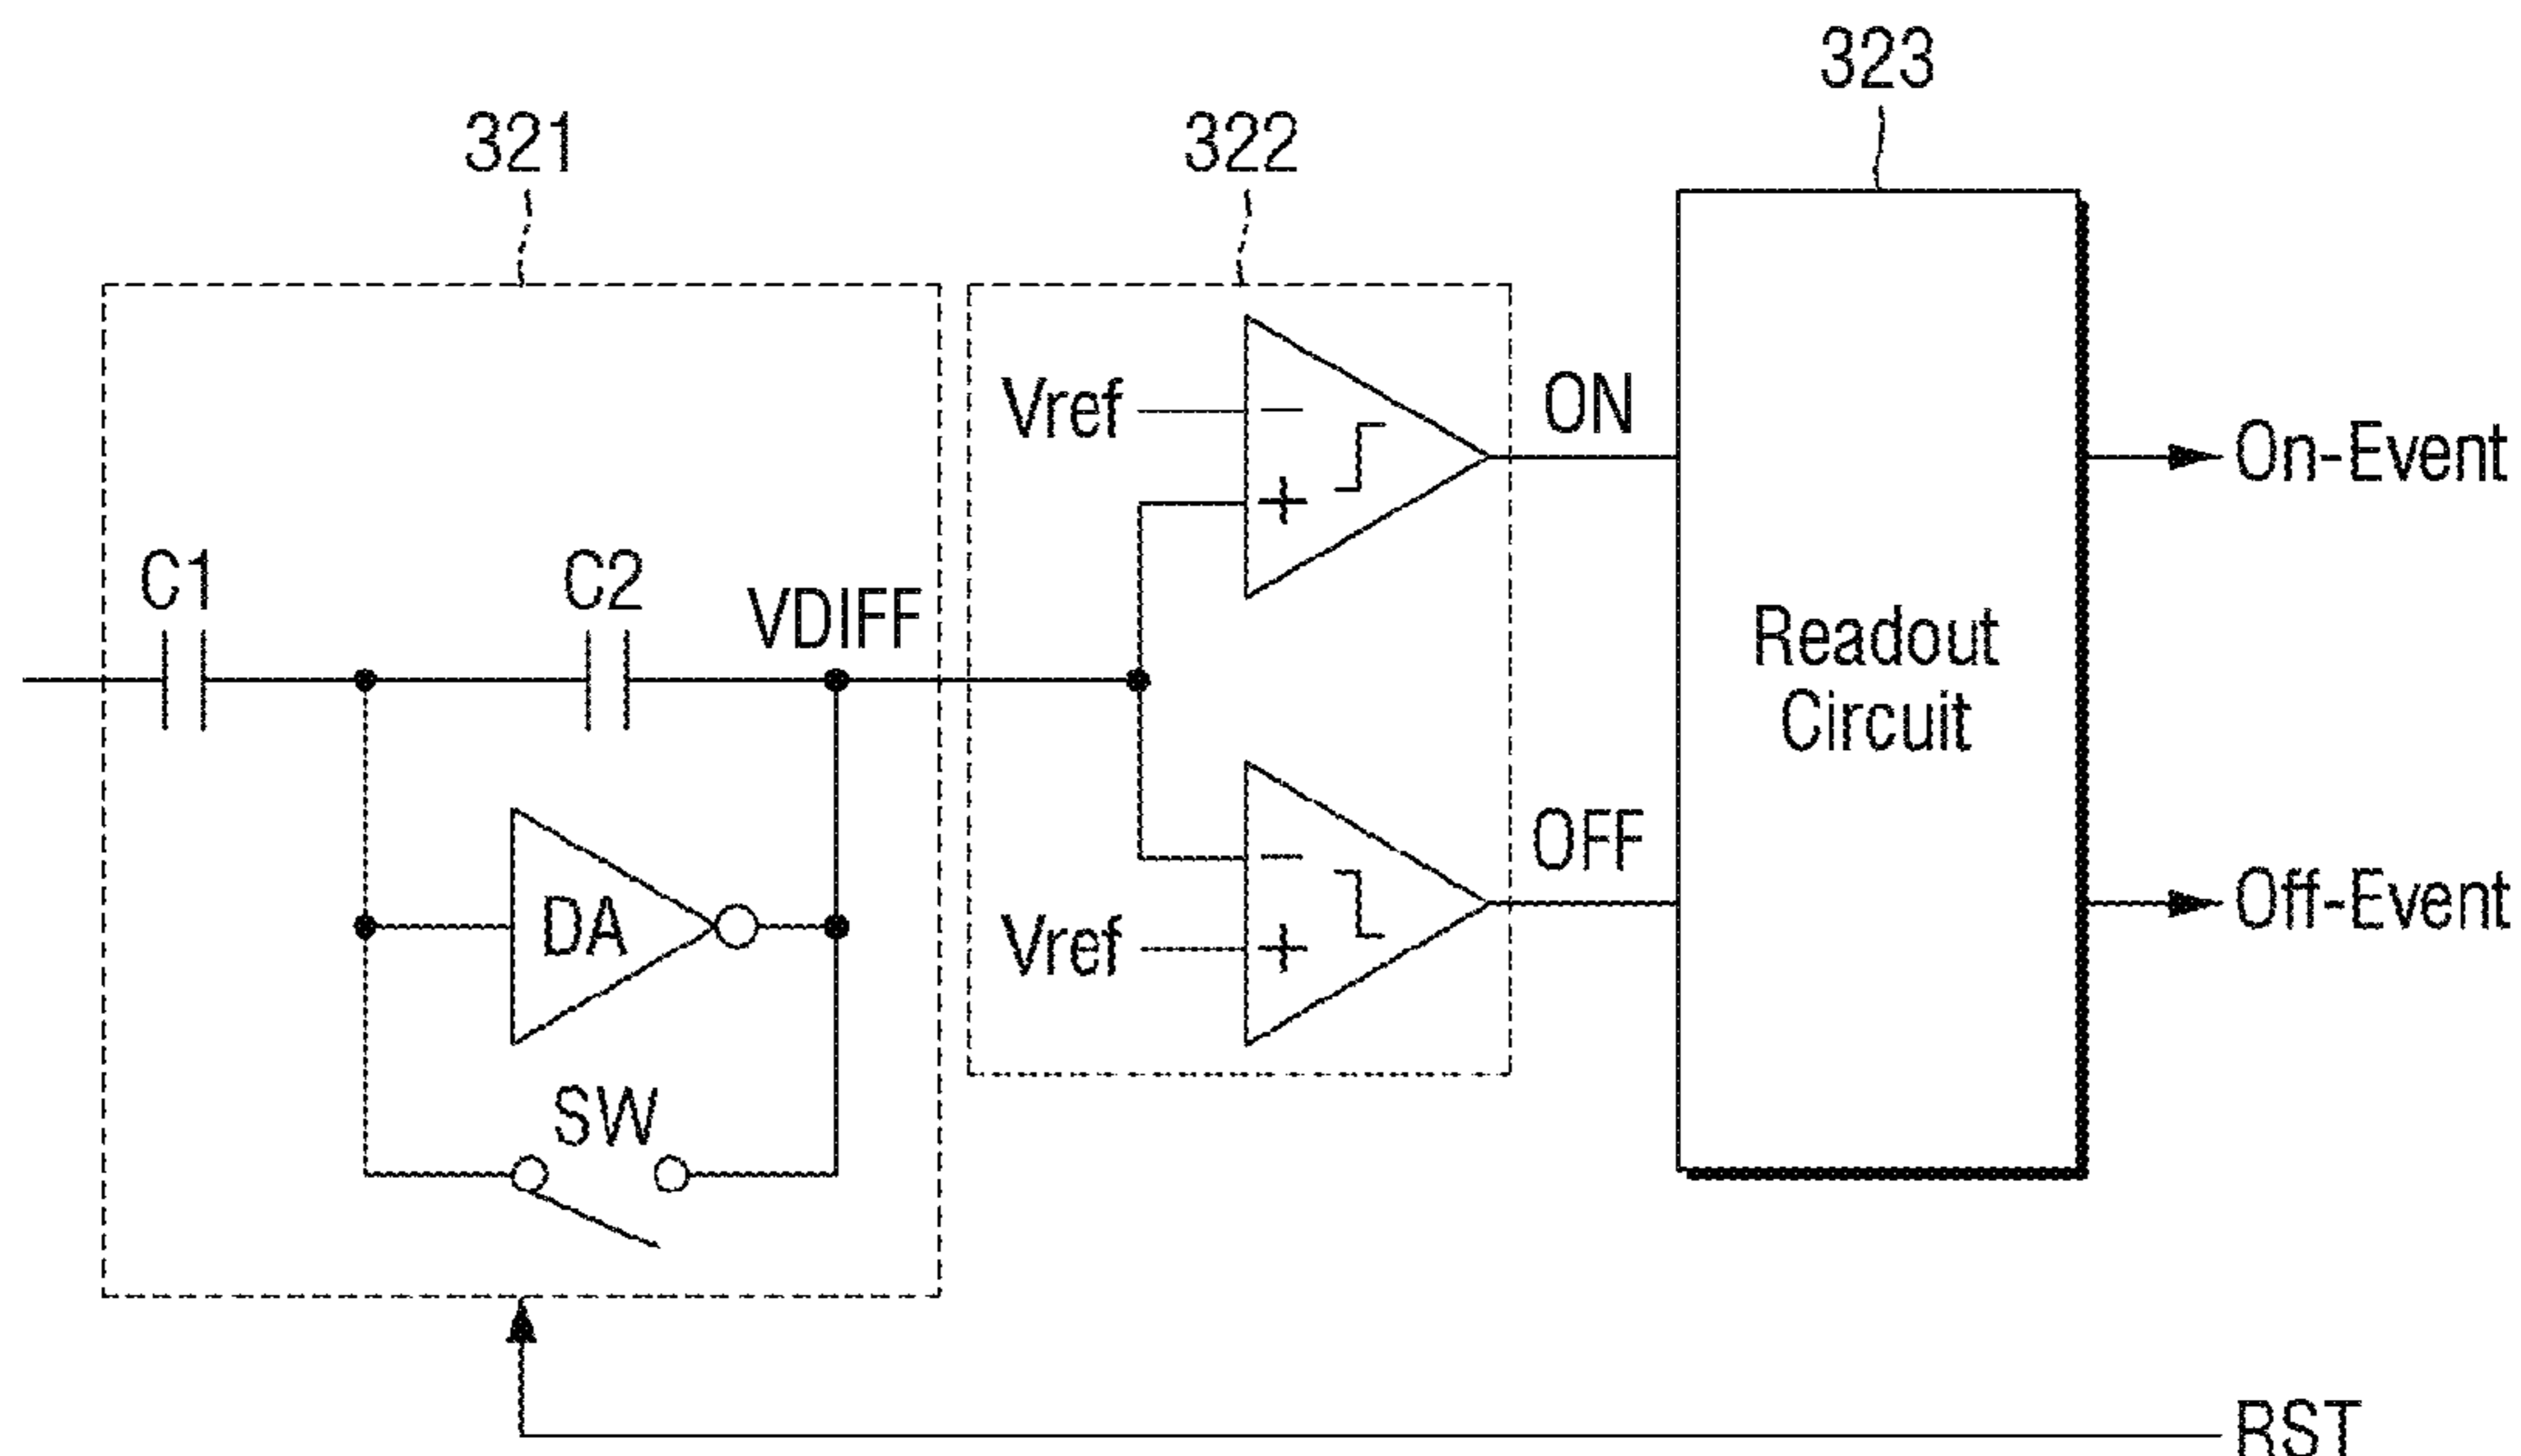 323
321
322
Vref
ON
On-Event
C1
C2
VDIFF
Readout
Circuit
DA
OFF
Off-Event
Vref
SW
RST